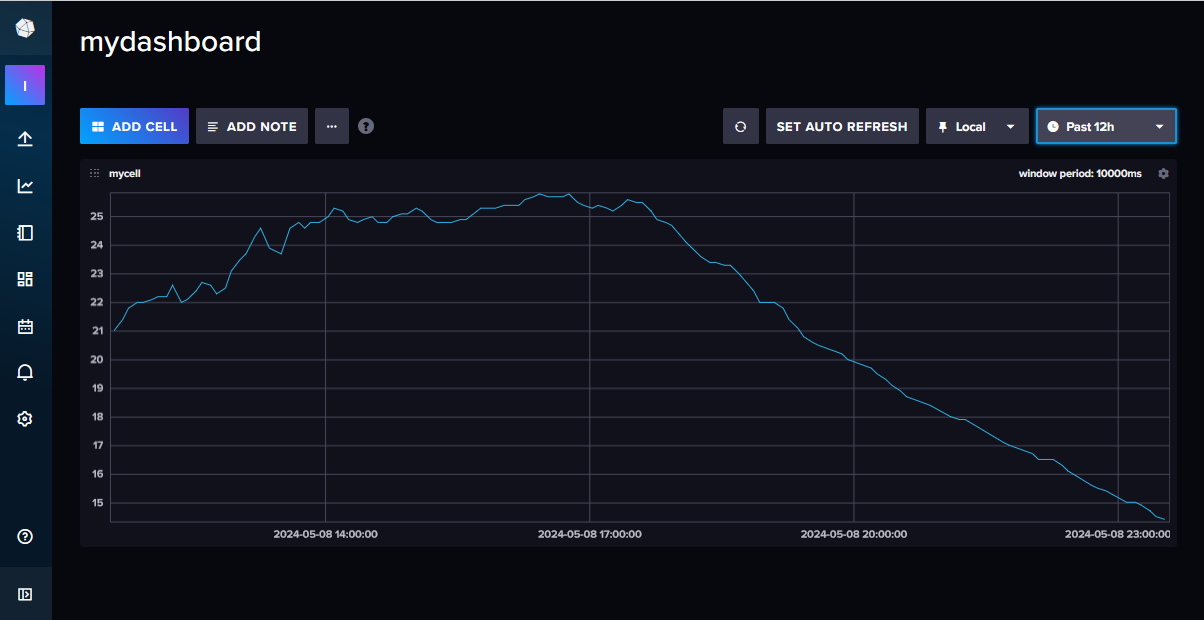 mydashboard
I
ADD CELL
ADD NOTE
...
?
SET AUTO REFRESH
Local
Past 12h
mycell
window period: 10000ms
25
24
23
22
21
20
19
18
17
16
15
2024-05-08 14:00:00
2024-05-08 17:00:00
2024-05-08 20:00:00
2024-05-08 23:00:00
?